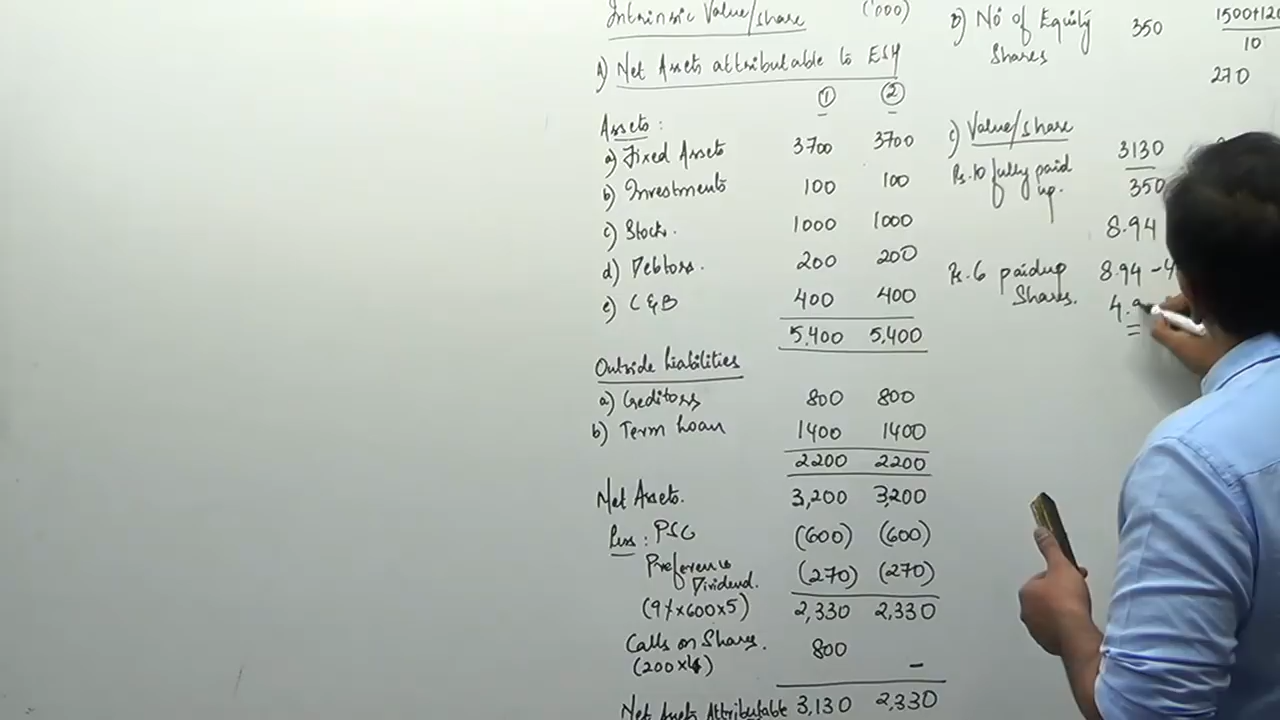 Intrinsic Value/share ('000)
A) Net Assets attributable to ESH
① ②
Assets:
a) Fixed Assets 3700 3700
b) Investments 100 100
c) Stock. 1000 1000
d) Debtors. 200 200
e) C&B 400 400
5,400 5,400
Outside Liabilities
a) Creditors 800 800
b) Term Loan 1400 1400
2200 2200
Net Assets. 3,200 3,200
Less: PSC (600) (600)
Preference Dividend. (270) (270)
(9%×600×5) 2,330 2,330
Calls on Shares. 800
(200×4) –
Net Assets Attributable 3,130 2,330
B) No of Equity 350 1500+120
Shares 10
270
C) Value/share
Rs.10 fully paid 3130
up. 350
8.94
Rs.6 paidup 8.94 – 4
Shares. 4.9